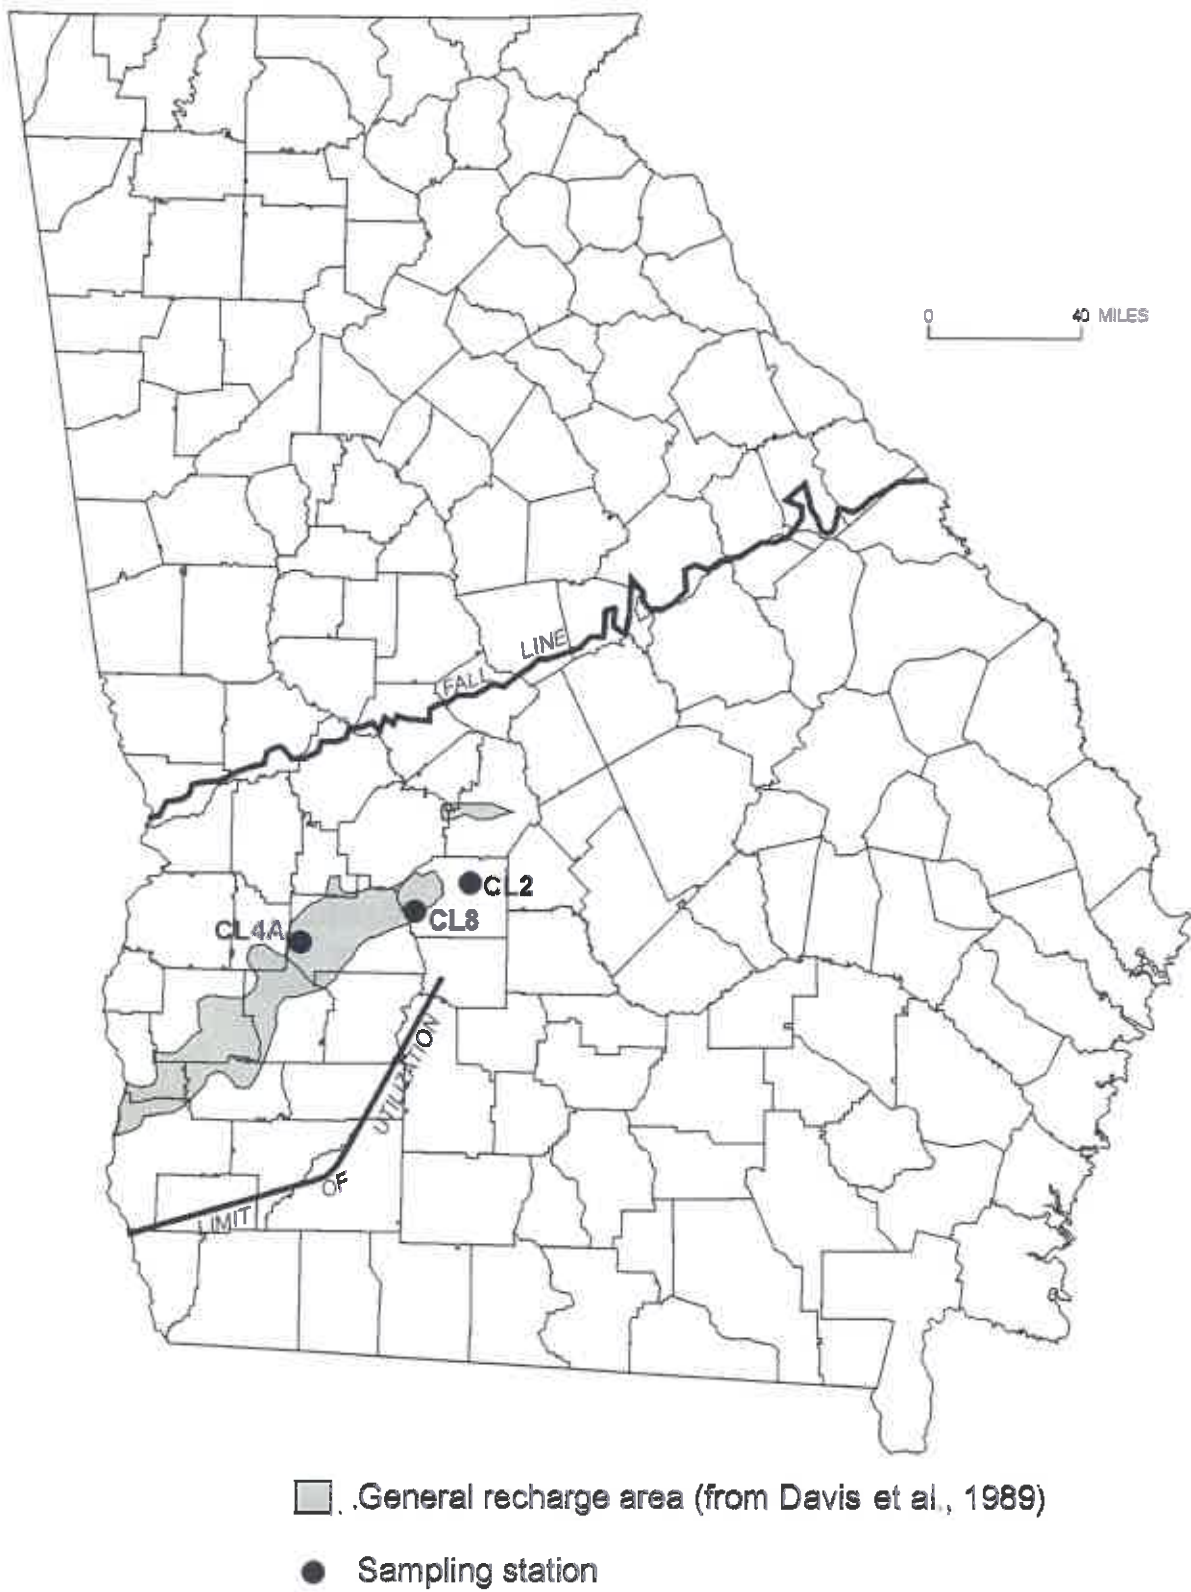 0 40 MILES
FALL LINE
CL2
CL8
CL4A
LIMIT OF UTILIZATION
. .General recharge area (from Davis et al., 1989)
Sampling station